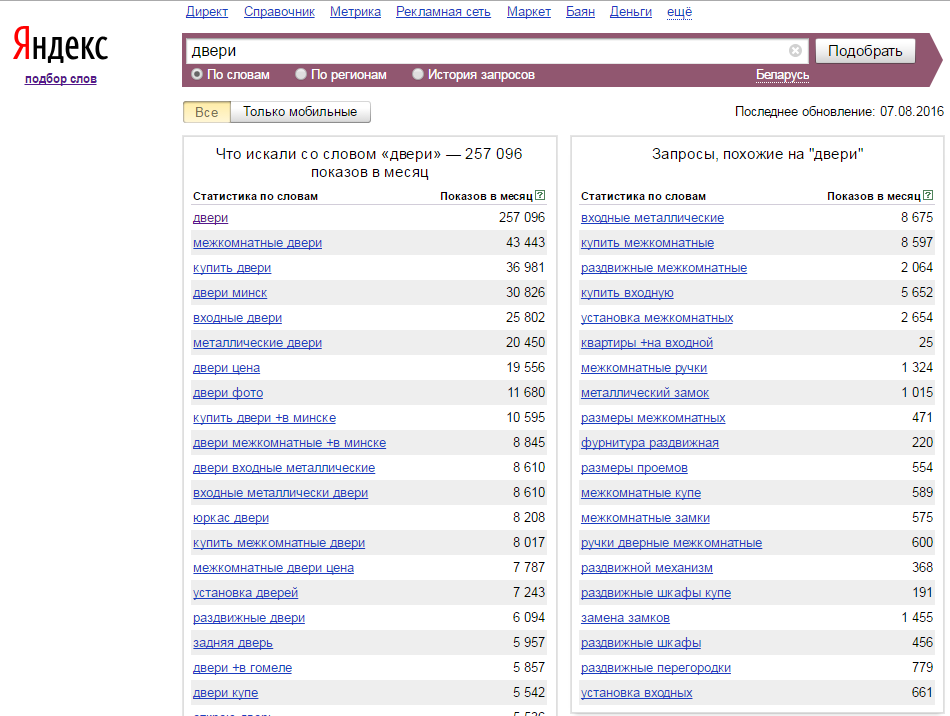 Директ Справочник Метрика Рекламная сеть Маркет Баян Деньги ещё
Яндекс
подбор слов
двери
Подобрать
По словам По регионам История запросов Беларусь
Все Только мобильные
Последнее обновление: 07.08.2016
Что искали со словом «двери» — 257 096
показов в месяц
Статистика по словам Показов в месяц ?
двери 257 096
межкомнатные двери 43 443
купить двери 36 981
двери минск 30 826
входные двери 25 802
металлические двери 20 450
двери цена 19 556
двери фото 11 680
купить двери +в минске 10 595
двери межкомнатные +в минске 8 845
двери входные металлические 8 610
входные металлически двери 8 610
юркас двери 8 208
купить межкомнатные двери 8 017
межкомнатные двери цена 7 787
установка дверей 7 243
раздвижные двери 6 094
задняя дверь 5 957
двери +в гомеле 5 857
двери купе 5 542
Запросы, похожие на "двери"
Статистика по словам Показов в месяц ?
входные металлические 8 675
купить межкомнатные 8 597
раздвижные межкомнатные 2 064
купить входную 5 652
установка межкомнатных 2 654
квартиры +на входной 25
межкомнатные ручки 1 324
металлический замок 1 015
размеры межкомнатных 471
фурнитура раздвижная 220
размеры проемов 554
межкомнатные купе 589
межкомнатные замки 575
ручки дверные межкомнатные 600
раздвижной механизм 368
раздвижные шкафы купе 191
замена замков 1 455
раздвижные шкафы 456
раздвижные перегородки 779
установка входных 661